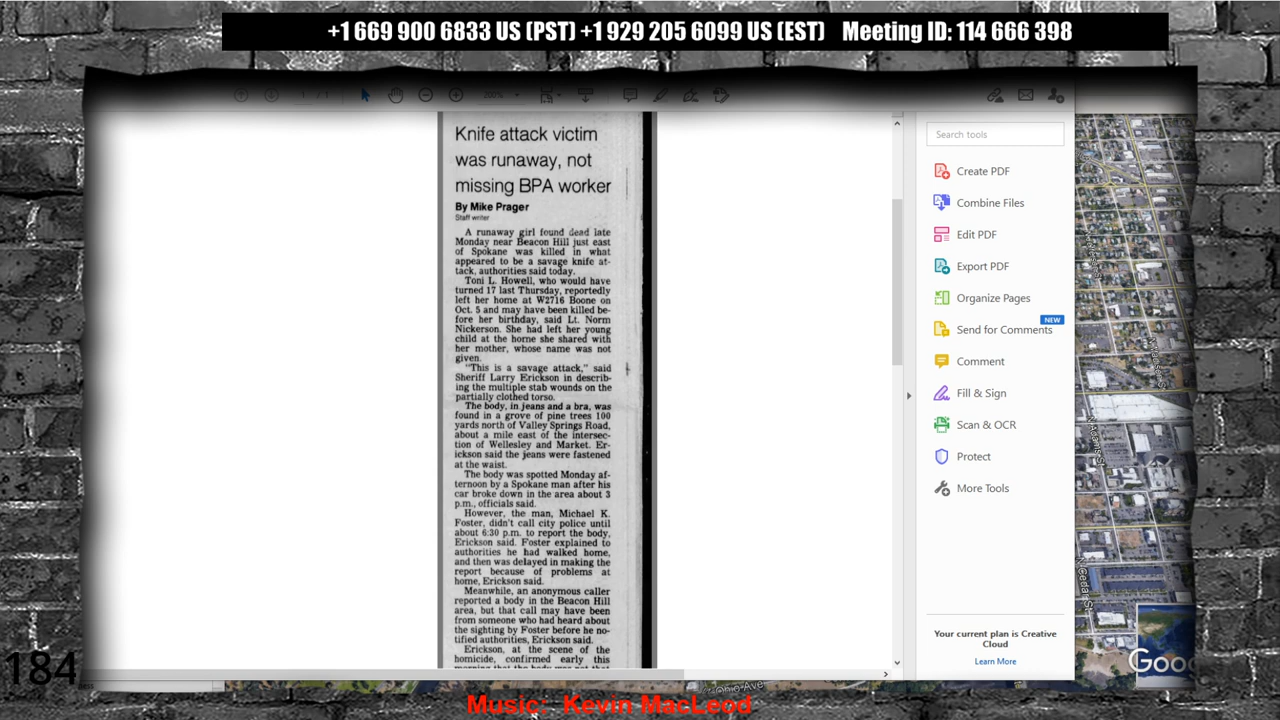 +1 669 900 6833 US (PST) +1 929 205 6099 US (EST) Meeting ID: 114 666 398
1 / 1
200%
Knife attack victim
was runaway, not
missing BPA worker
By Mike Prager
Staff writer
A runaway girl found dead late
Monday near Beacon Hill just east
of Spokane was killed in what
appeared to be a savage knife at-
tack, authorities said today.
Toni L. Howell, who would have
turned 17 last Thursday, reportedly
left her home at W2716 Boone on
Oct. 5 and may have been killed be-
fore her birthday, said Lt. Norm
Nickerson. She had left her young
child at the home she shared with
her mother, whose name was not
given.
"This is a savage attack," said
Sheriff Larry Erickson in describ-
ing the multiple stab wounds on the
partially clothed torso.
The body, in jeans and a bra, was
found in a grove of pine trees 100
yards north of Valley Springs Road,
about a mile east of the intersec-
tion of Wellesley and Market. Er-
ickson said the jeans were fastened
at the waist.
The body was spotted Monday af-
ternoon by a Spokane man after his
car broke down in the area about 3
p.m., officials said.
However, the man, Michael K.
Foster, didn't call city police until
about 6:30 p.m. to report the body,
Erickson said. Foster explained to
authorities he had walked home,
and then was delayed in making the
report because of problems at
home, Erickson said.
Meanwhile, an anonymous caller
reported a body in the Beacon Hill
area, but that call may have been
from someone who had heard about
the sighting by Foster before he no-
tified authorities, Erickson said.
Erickson, at the scene of the
homicide, confirmed early this
Search tools
Create PDF
Combine Files
Edit PDF
Export PDF
Organize Pages
NEW
Send for Comments
Comment
Fill & Sign
Scan & OCR
Protect
More Tools
Your current plan is Creative
Cloud
Learn More
N Adams St
N Cedar St
Ohio Ave
Goo
184
Music: Kevin MacLeod